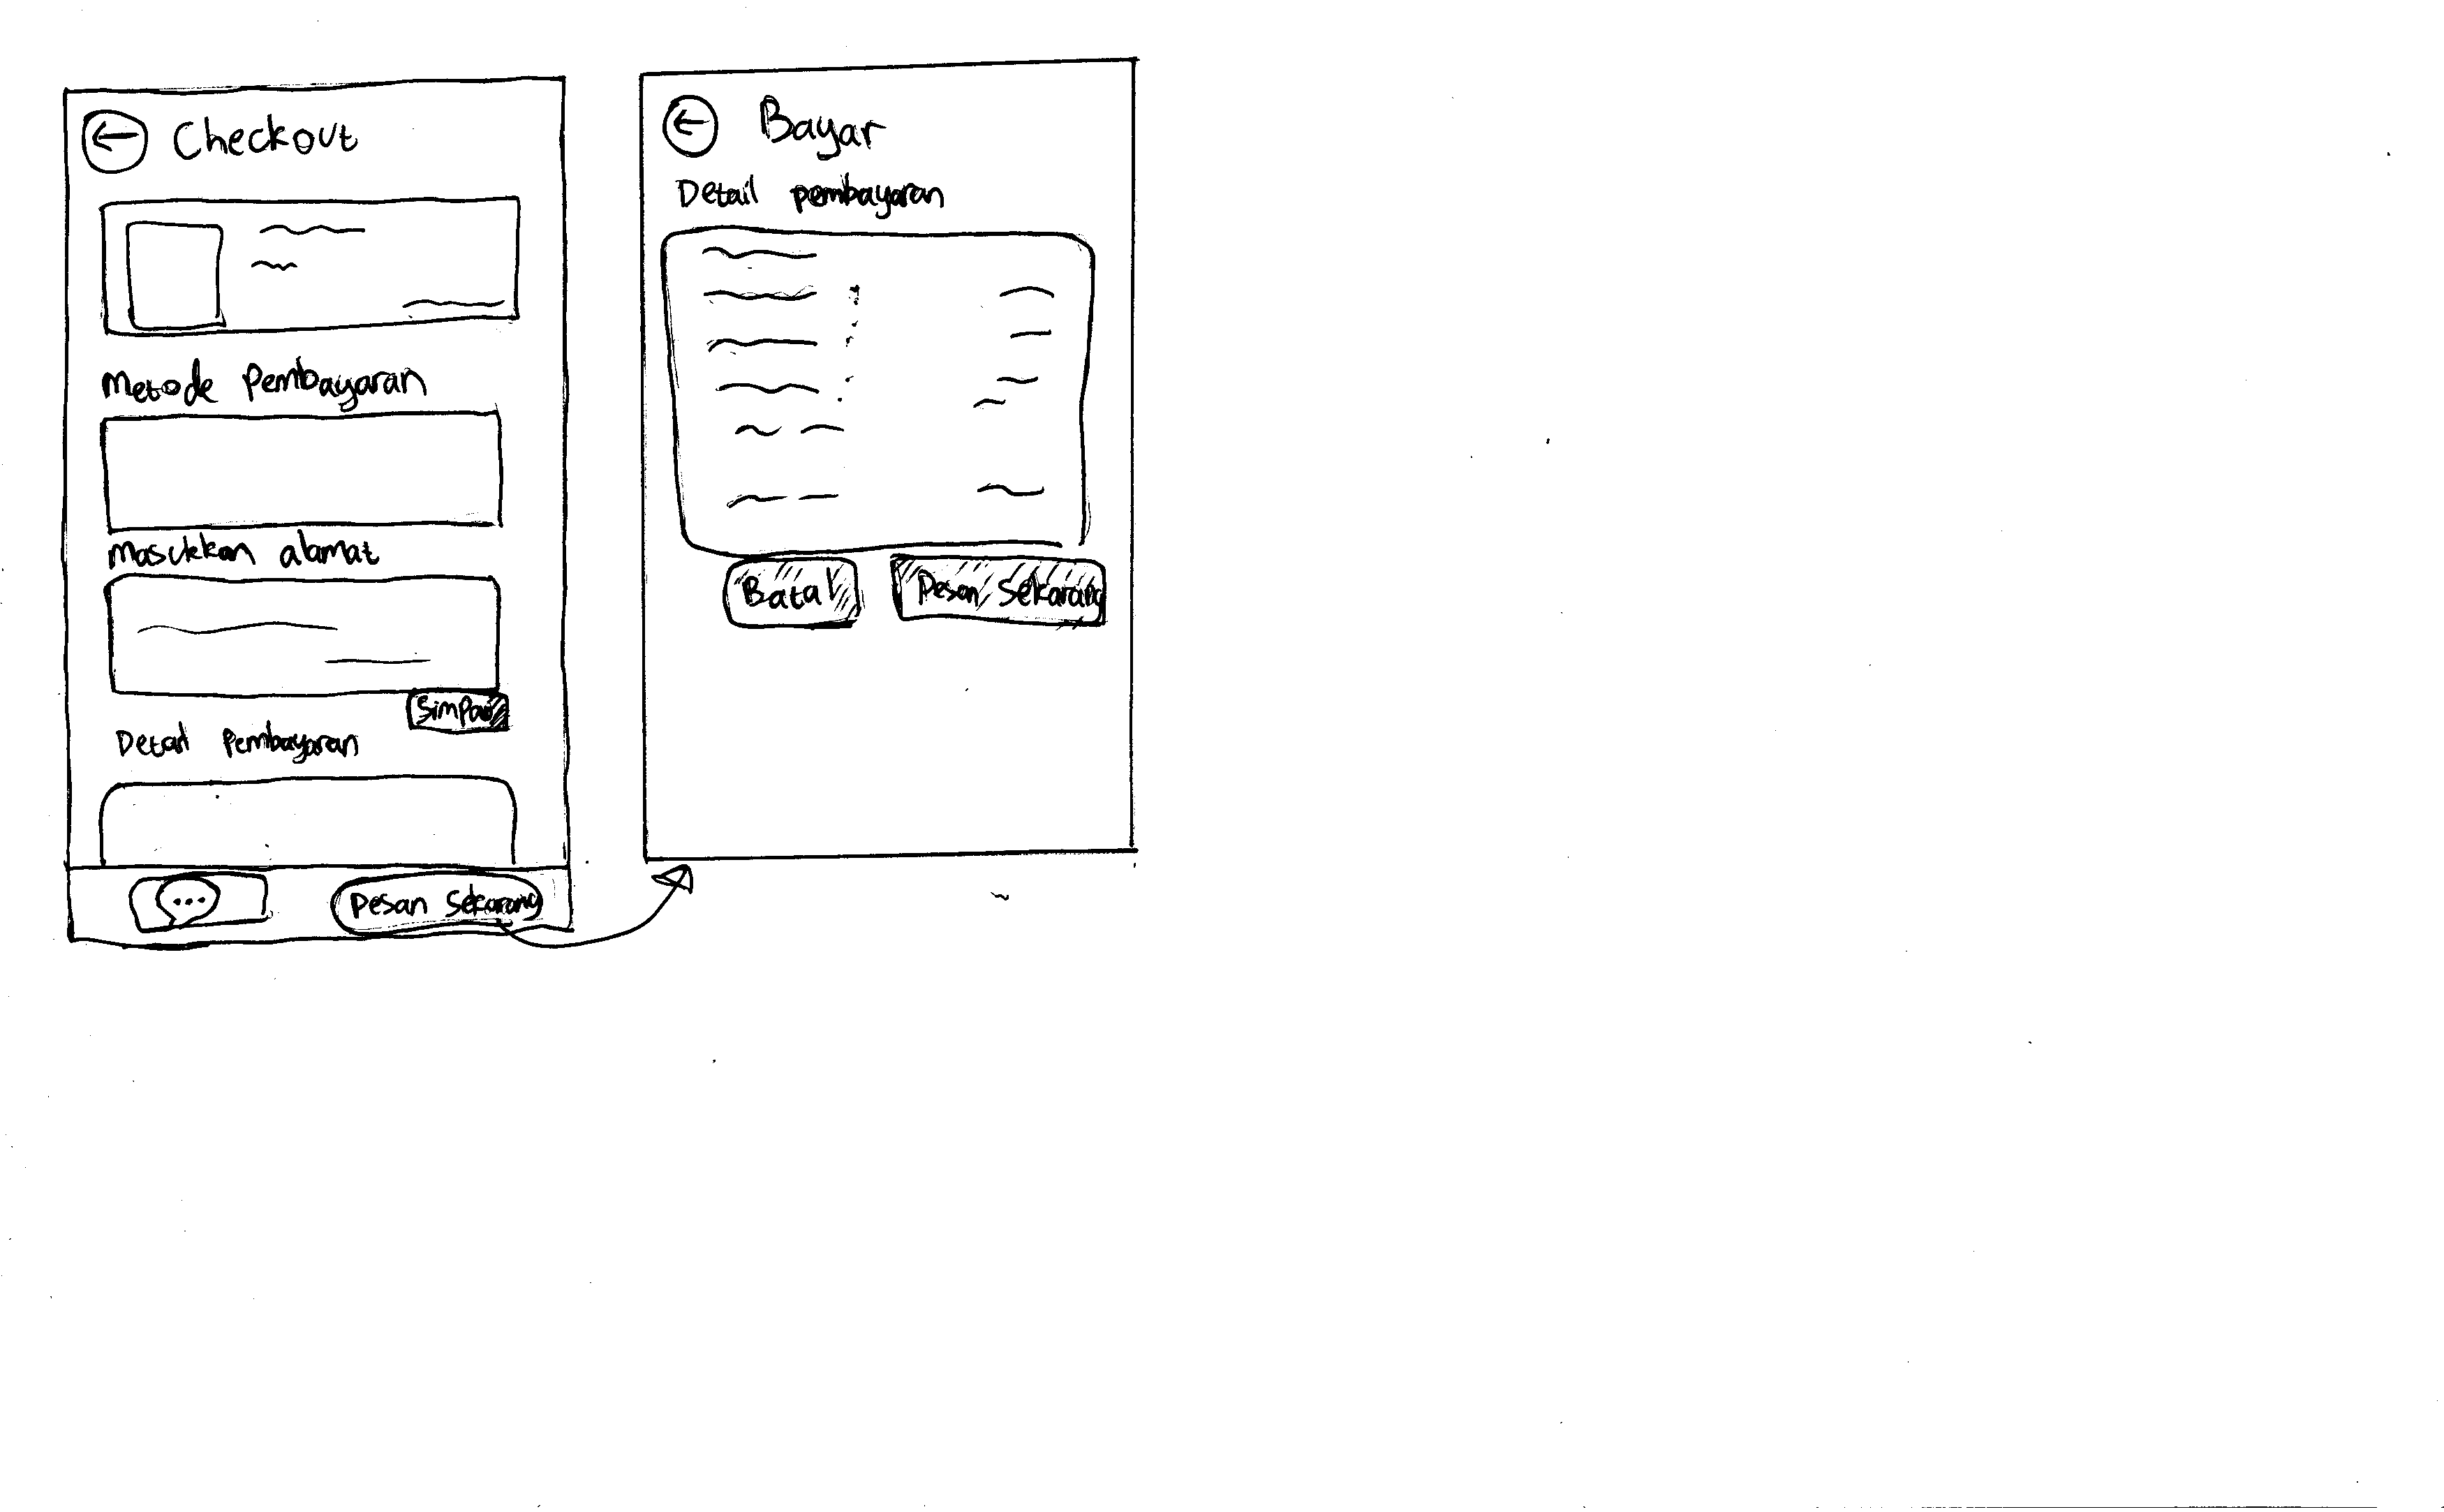 Checkout
Metode Pembayaran
Masukkan alamat
Simpan
Detail Pembayaran
Pesan Sekarang
Bayar
Detail pembayaran
Batal
Pesan Sekarang